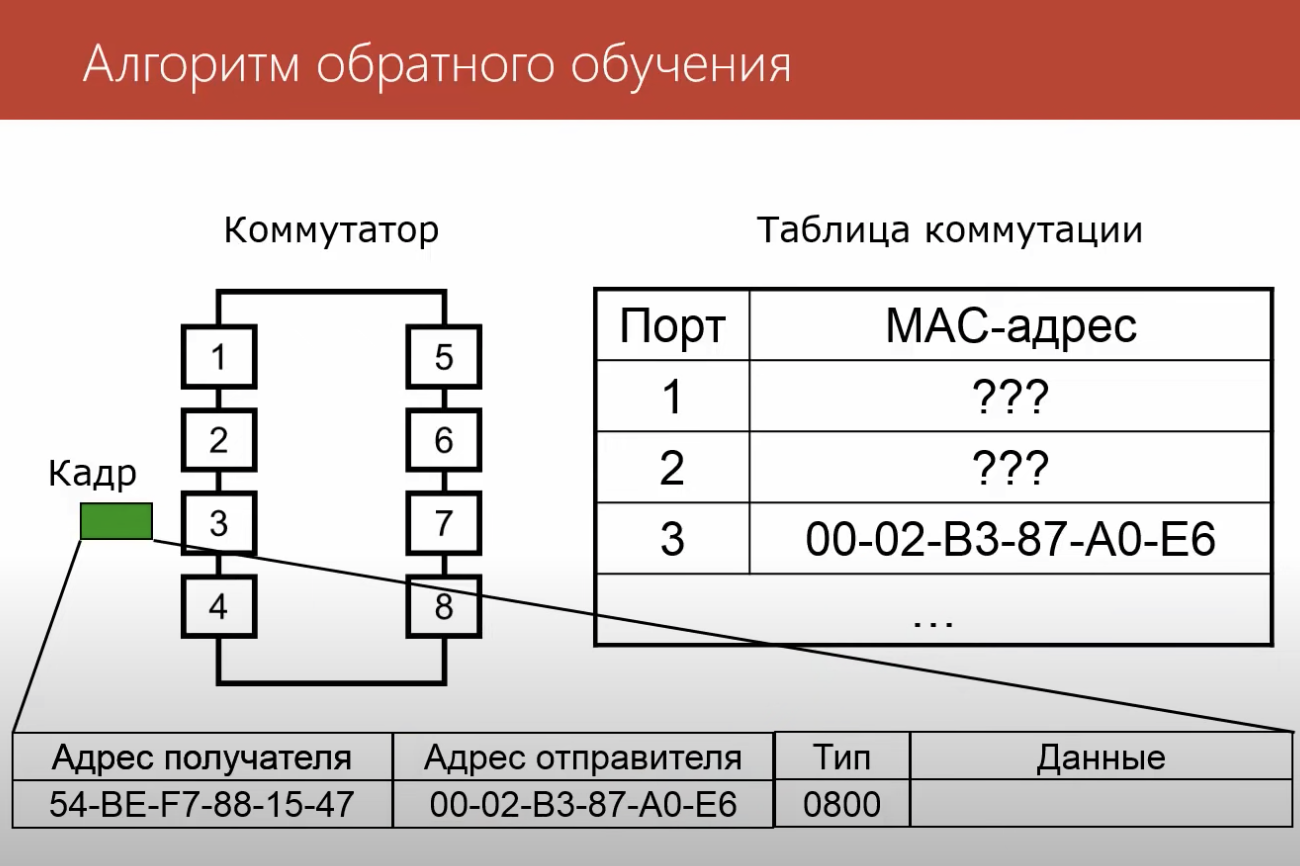 Алгоритм обратного обучения
Коммутатор
Таблица коммутации
1
2
3
4
5
6
7
8
Кадр
Порт MAC-адрес
1 ???
2 ???
3 00-02-B3-87-A0-E6
...
Адрес получателя Адрес отправителя Тип Данные
54-BE-F7-88-15-47 00-02-B3-87-A0-E6 0800